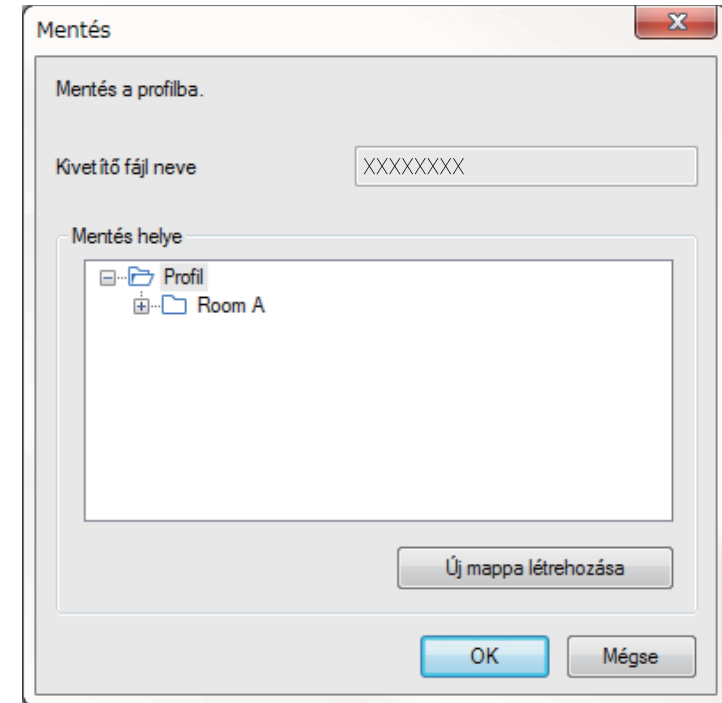 Mentés
Mentés a profilba.
Kivetítő fájl neve XXXXXXXX
Mentés helye
Profil
Room A
Új mappa létrehozása
OK Mégse